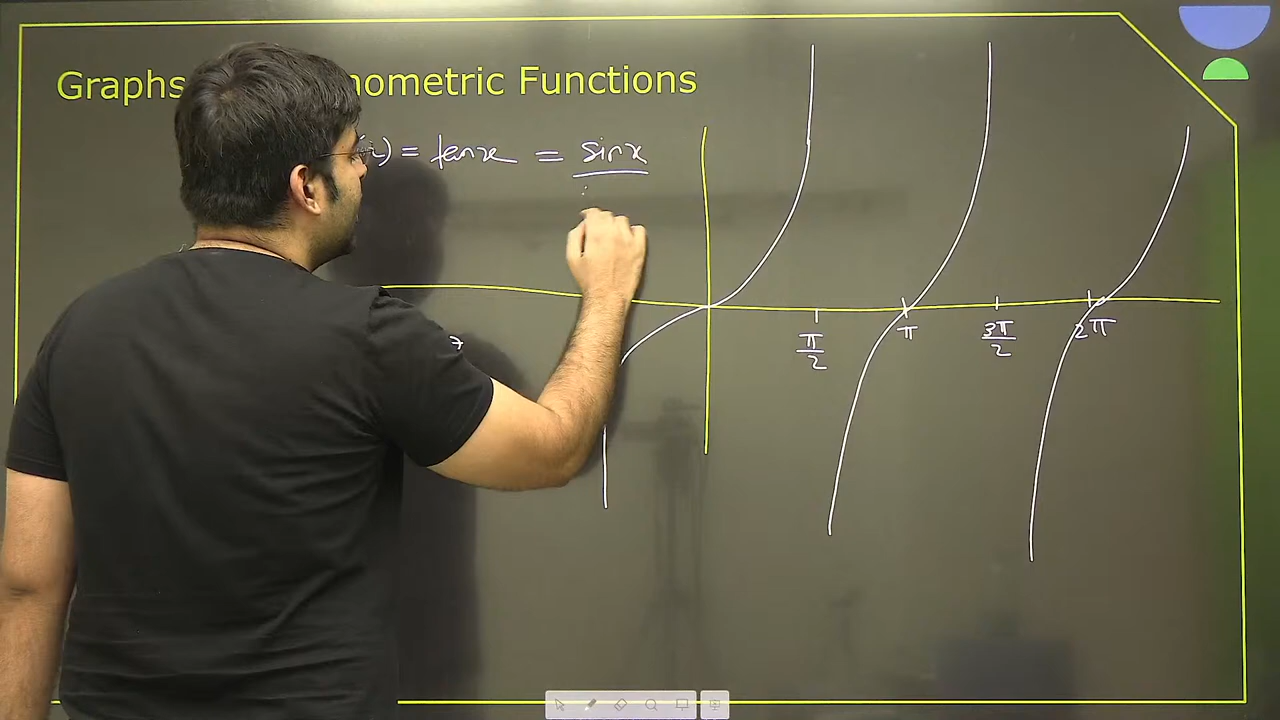 Graphs nometric Functions
x) = tanx = sinx
π/2 π 3π/2 2π